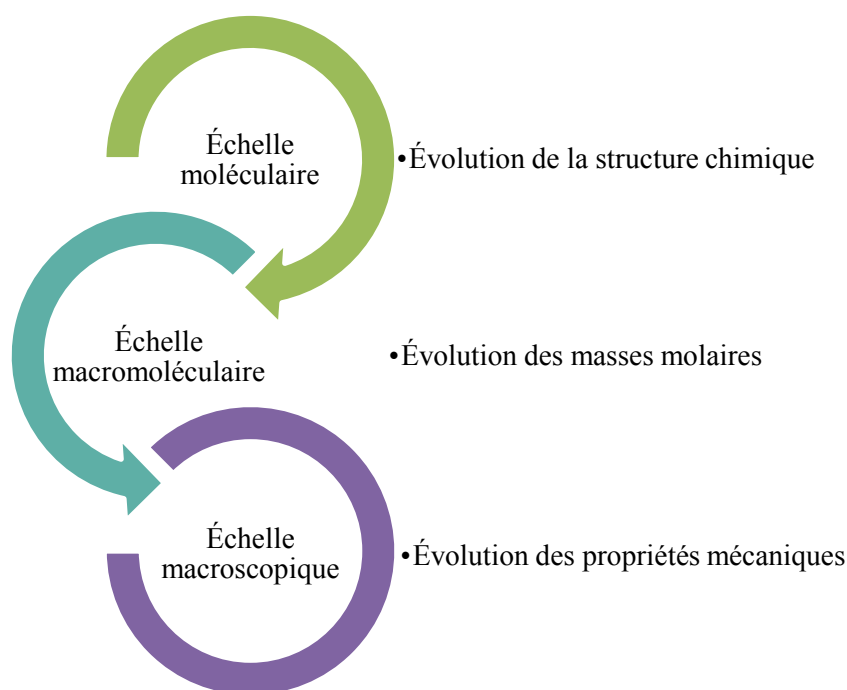 Échelle
moléculaire
•Évolution de la structure chimique
Échelle
macromoléculaire
•Évolution des masses molaires
Échelle
macroscopique
•Évolution des propriétés mécaniques